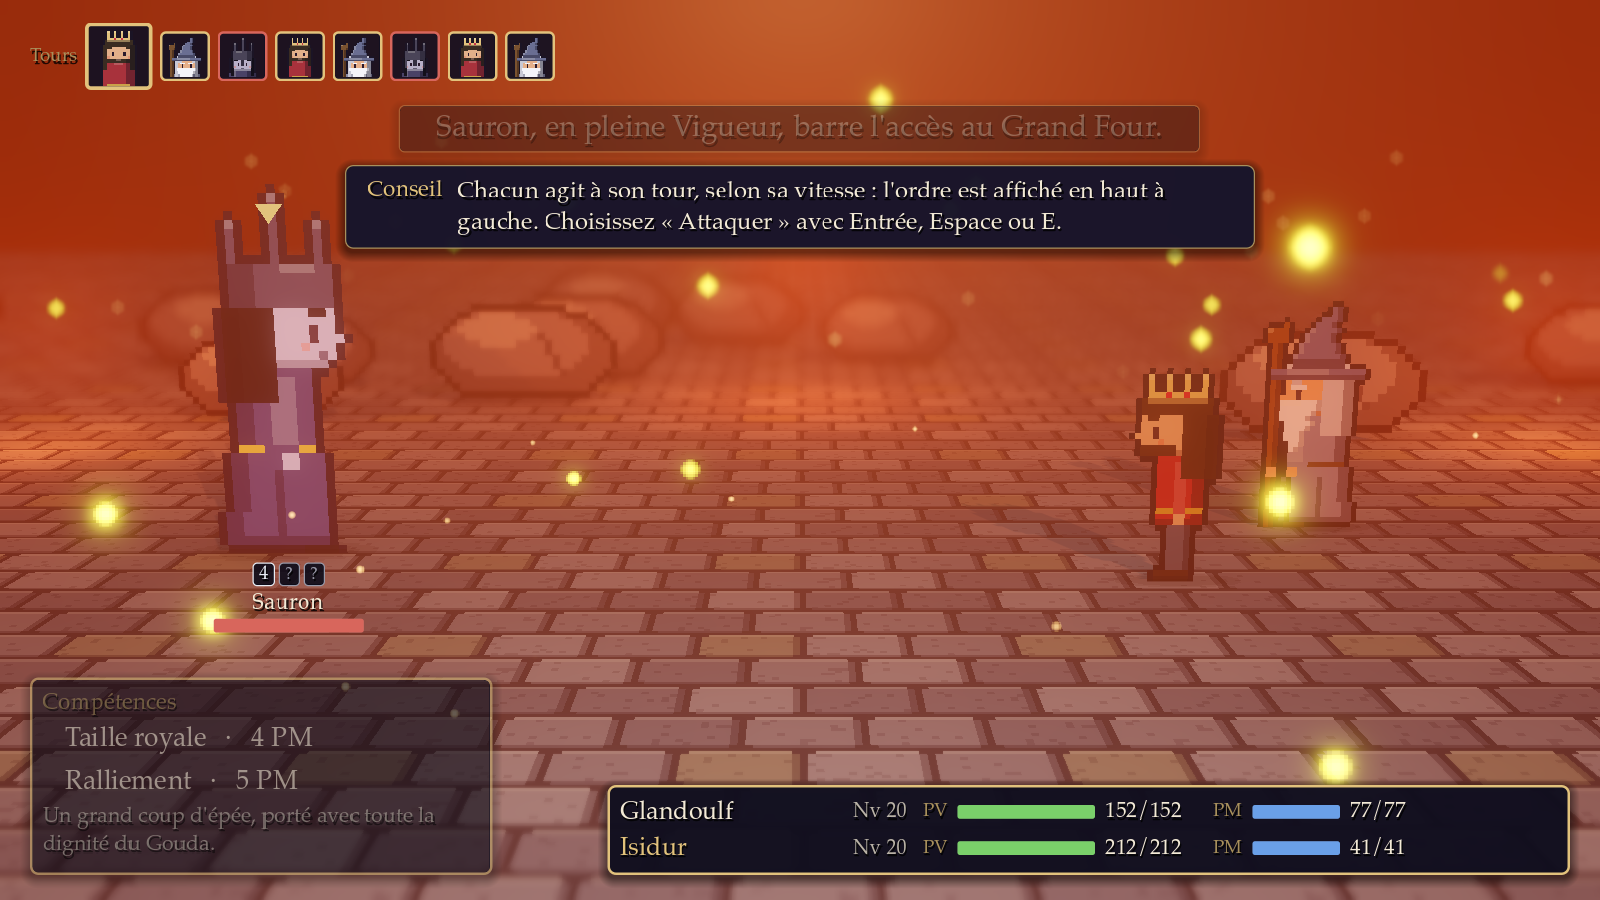 Tours
Sauron, en pleine Vigueur, barre l'accès au Grand Four.
Conseil Chacun agit à son tour, selon sa vitesse : l'ordre est affiché en haut à
gauche. Choisissez « Attaquer » avec Entrée, Espace ou E.
4 ? ?
Sauron
Compétences
Taille royale · 4 PM
Ralliement · 5 PM
Un grand coup d'épée, porté avec toute la
dignité du Gouda.
Glandoulf Nv 20 PV 152/152 PM 77/77
Isidur Nv 20 PV 212/212 PM 41/41